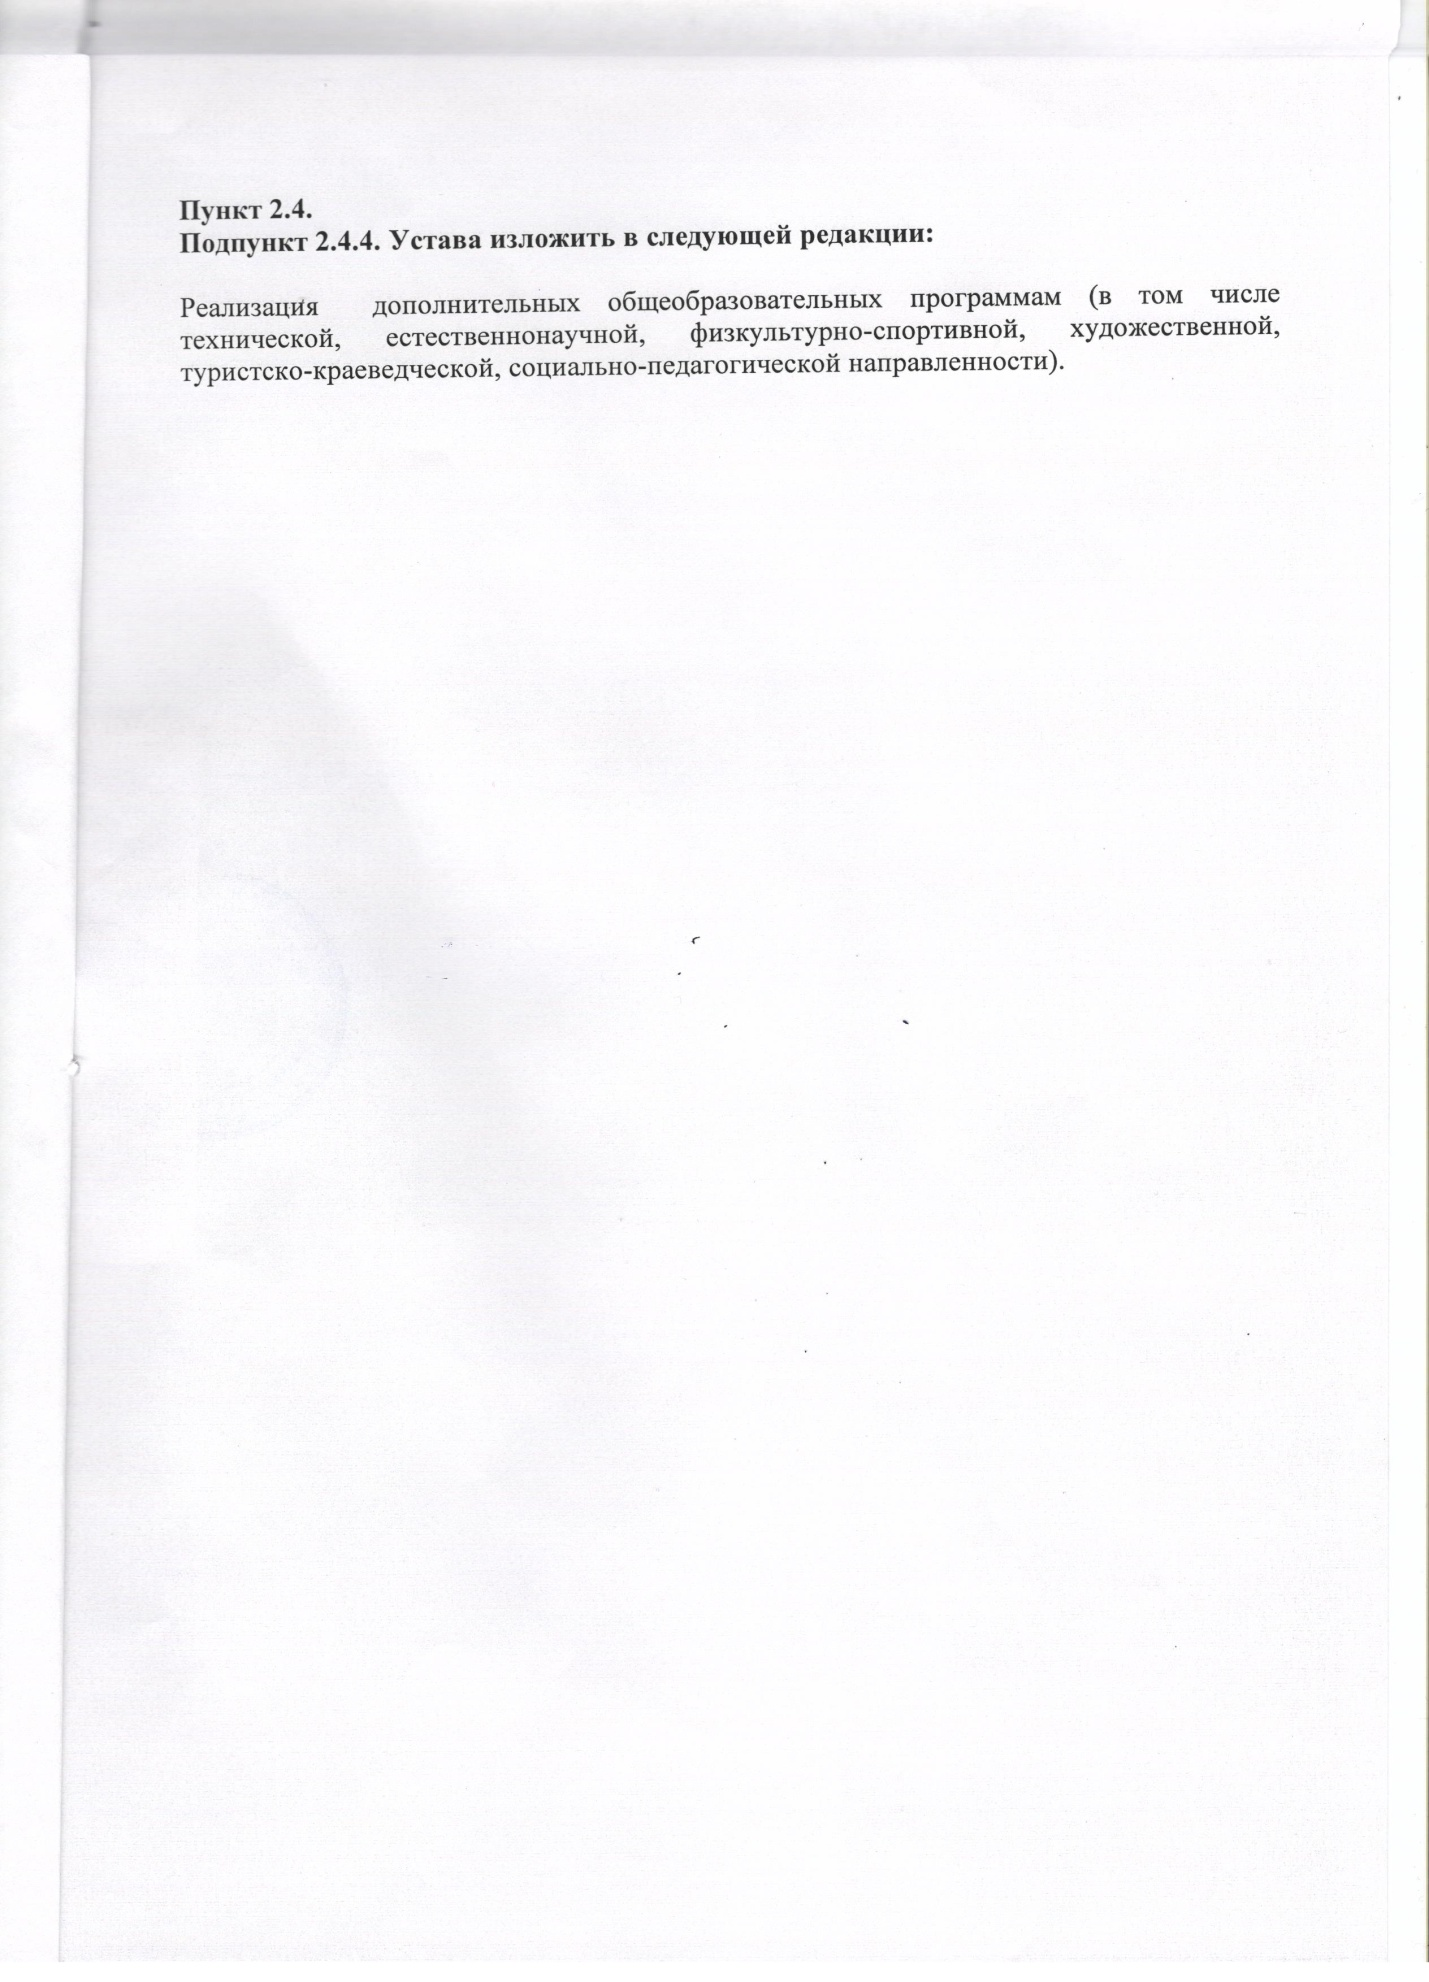 Пункт 2.4.
Подпункт 2.4.4. Устава изложить в следующей редакции:
Реализация дополнительных общеобразовательных программам (в том числе
технической, естественнонаучной, физкультурно-спортивной, художественной,
туристско-краеведческой, социально-педагогической направленности).